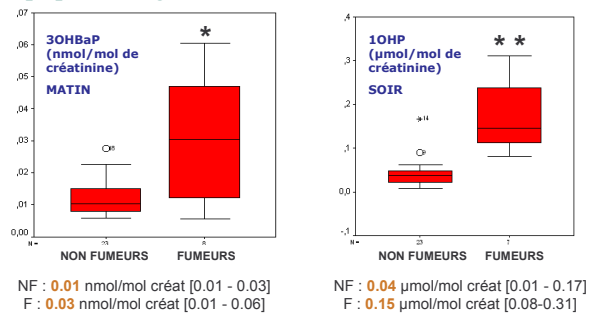 ,07
,06
,05
,04
,03
,02
,01
0,00
3OHBaP
(nmol/mol de
créatinine)
MATIN
*
N =
23
8
NON FUMEURS
FUMEURS
NF : 0.01 nmol/mol créat [0.01 - 0.03]
F : 0.03 nmol/mol créat [0.01 - 0.06]
,4
,3
,2
,1
0,0
-,1
1OHP
(µmol/mol de
créatinine)
SOIR
* *
14
9
N =
23
7
NON FUMEURS
FUMEURS
NF : 0.04 µmol/mol créat [0.01 - 0.17]
F : 0.15 µmol/mol créat [0.08-0.31]